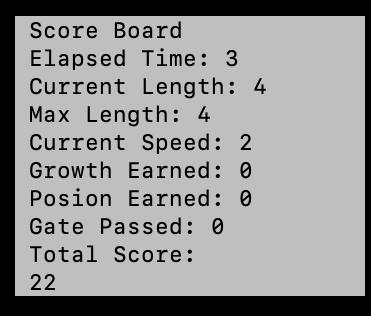 Score Board
Elapsed Time: 3
Current Length: 4
Max Length: 4
Current Speed: 2
Growth Earned: 0
Posion Earned: 0
Gate Passed: 0
Total Score:
22